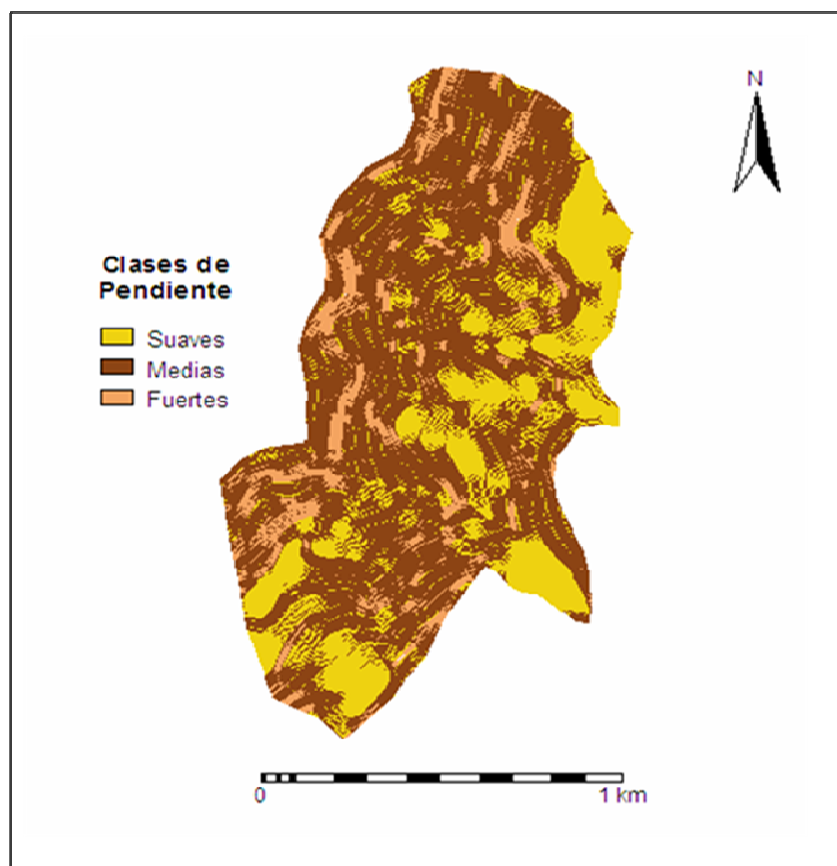 N
Clases de
Pendiente
Suaves
Medias
Fuertes
0 1 km